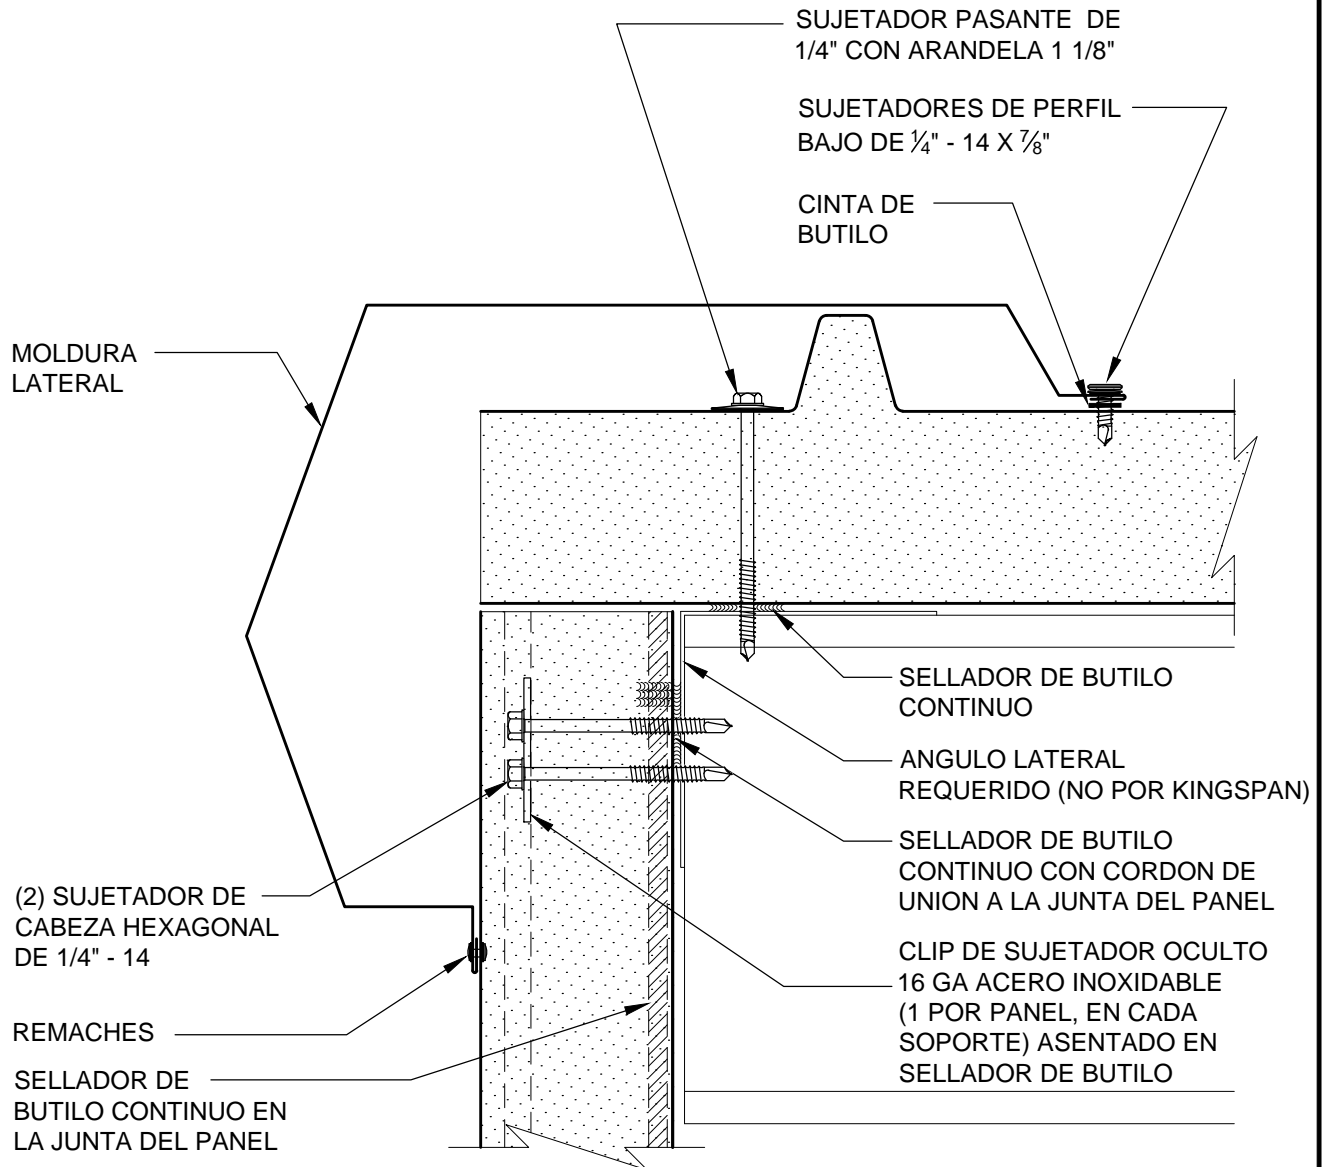 SUJETADOR PASANTE DE
1/4" CON ARANDELA 1 1/8"
SUJETADORES DE PERFIL
BAJO DE ¼" - 14 X ⅞"
CINTA DE
BUTILO
MOLDURA
LATERAL
SELLADOR DE BUTILO
CONTINUO
ANGULO LATERAL
REQUERIDO (NO POR KINGSPAN)
SELLADOR DE BUTILO
CONTINUO CON CORDON DE
UNION A LA JUNTA DEL PANEL
CLIP DE SUJETADOR OCULTO
16 GA ACERO INOXIDABLE
(1 POR PANEL, EN CADA
SOPORTE) ASENTADO EN
SELLADOR DE BUTILO
(2) SUJETADOR DE
CABEZA HEXAGONAL
DE 1/4" - 14
REMACHES
SELLADOR DE
BUTILO CONTINUO EN
LA JUNTA DEL PANEL